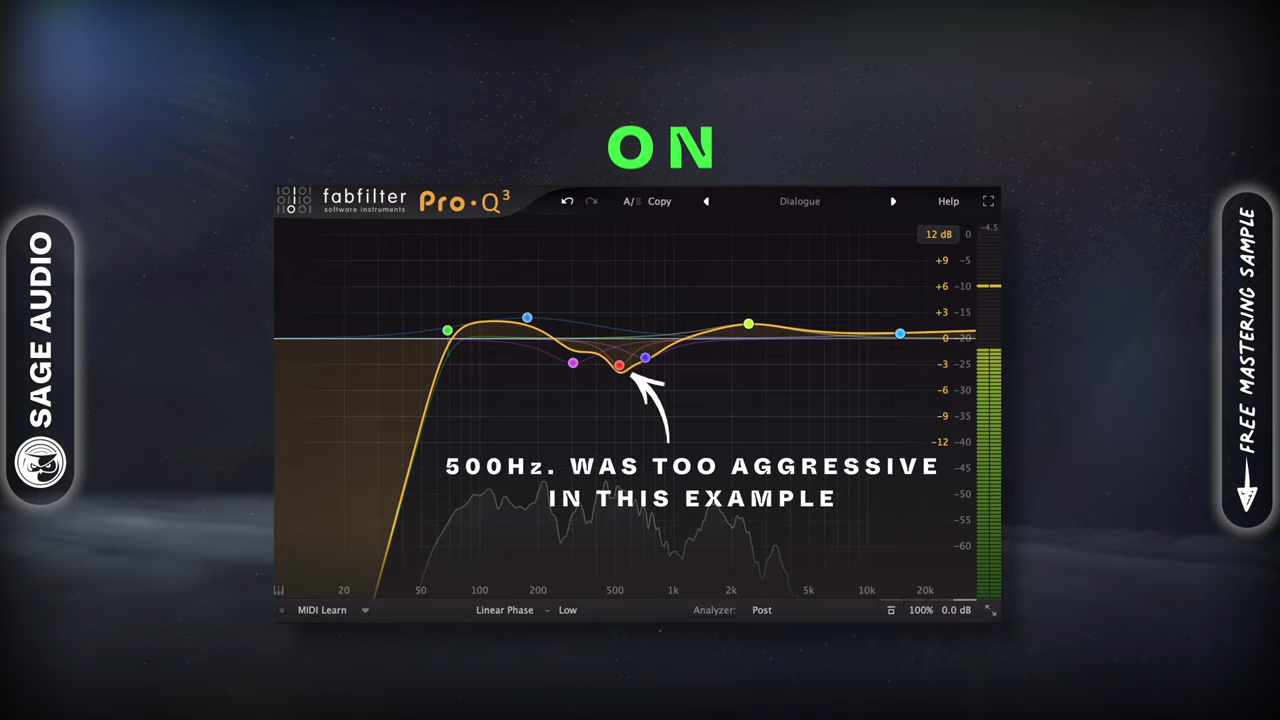 ON
fabfilter
software instruments
Pro·Q3
A/B Copy
Dialogue
Help
-4.5
12 dB 0
+9 -5
+6 -10
+3 -15
0 -20
-3 -25
-6 -30
-9 -35
-12 -40
-45
-50
-55
-60
500Hz. WAS TOO AGGRESSIVE
IN THIS EXAMPLE
20 50 100 200 500 1k 2k 5k 10k 20k
MIDI Learn Linear Phase - Low Analyzer: Post 100% 0.0 dB
SAGE AUDIO
FREE MASTERING SAMPLE